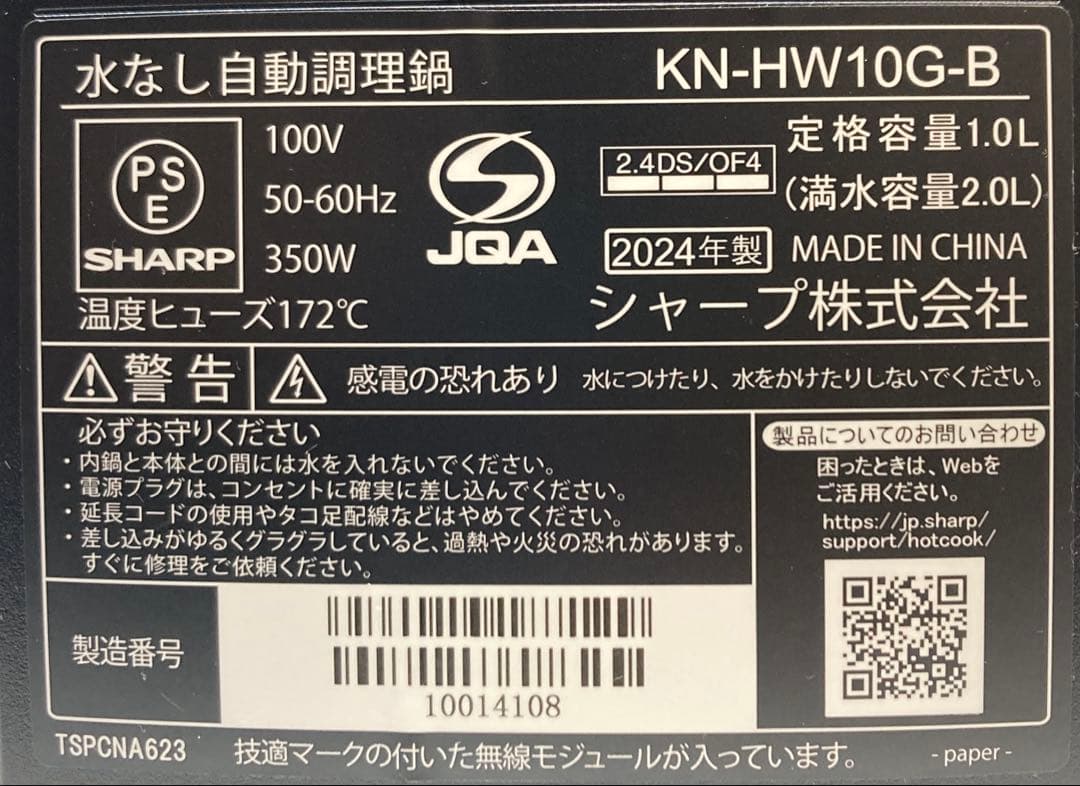 水なし自動調理鍋 KN-HW10G-B
PSE
SHARP
100V
50-60Hz
350W
温度ヒューズ172℃
JQA
2.4DS/OF4
定格容量1.0L
(満水容量2.0L)
2024年製 MADE IN CHINA
シャープ株式会社
警告 感電の恐れあり 水につけたり、水をかけたりしないでください。
必ずお守りください
・内鍋と本体との間には水を入れないでください。
・電源プラグは、コンセントに確実に差し込んでください。
・延長コードの使用やタコ足配線などはやめてください。
・差し込みがゆるくグラグラしていると、過熱や火災の恐れがあります。
すぐに修理をご依頼ください。
製品についてのお問い合わせ
困ったときは、Webを
ご活用ください。
https://jp.sharp/
support/hotcook/
製造番号
10014108
TSPCNA623 技適マークの付いた無線モジュールが入っています。 - paper -